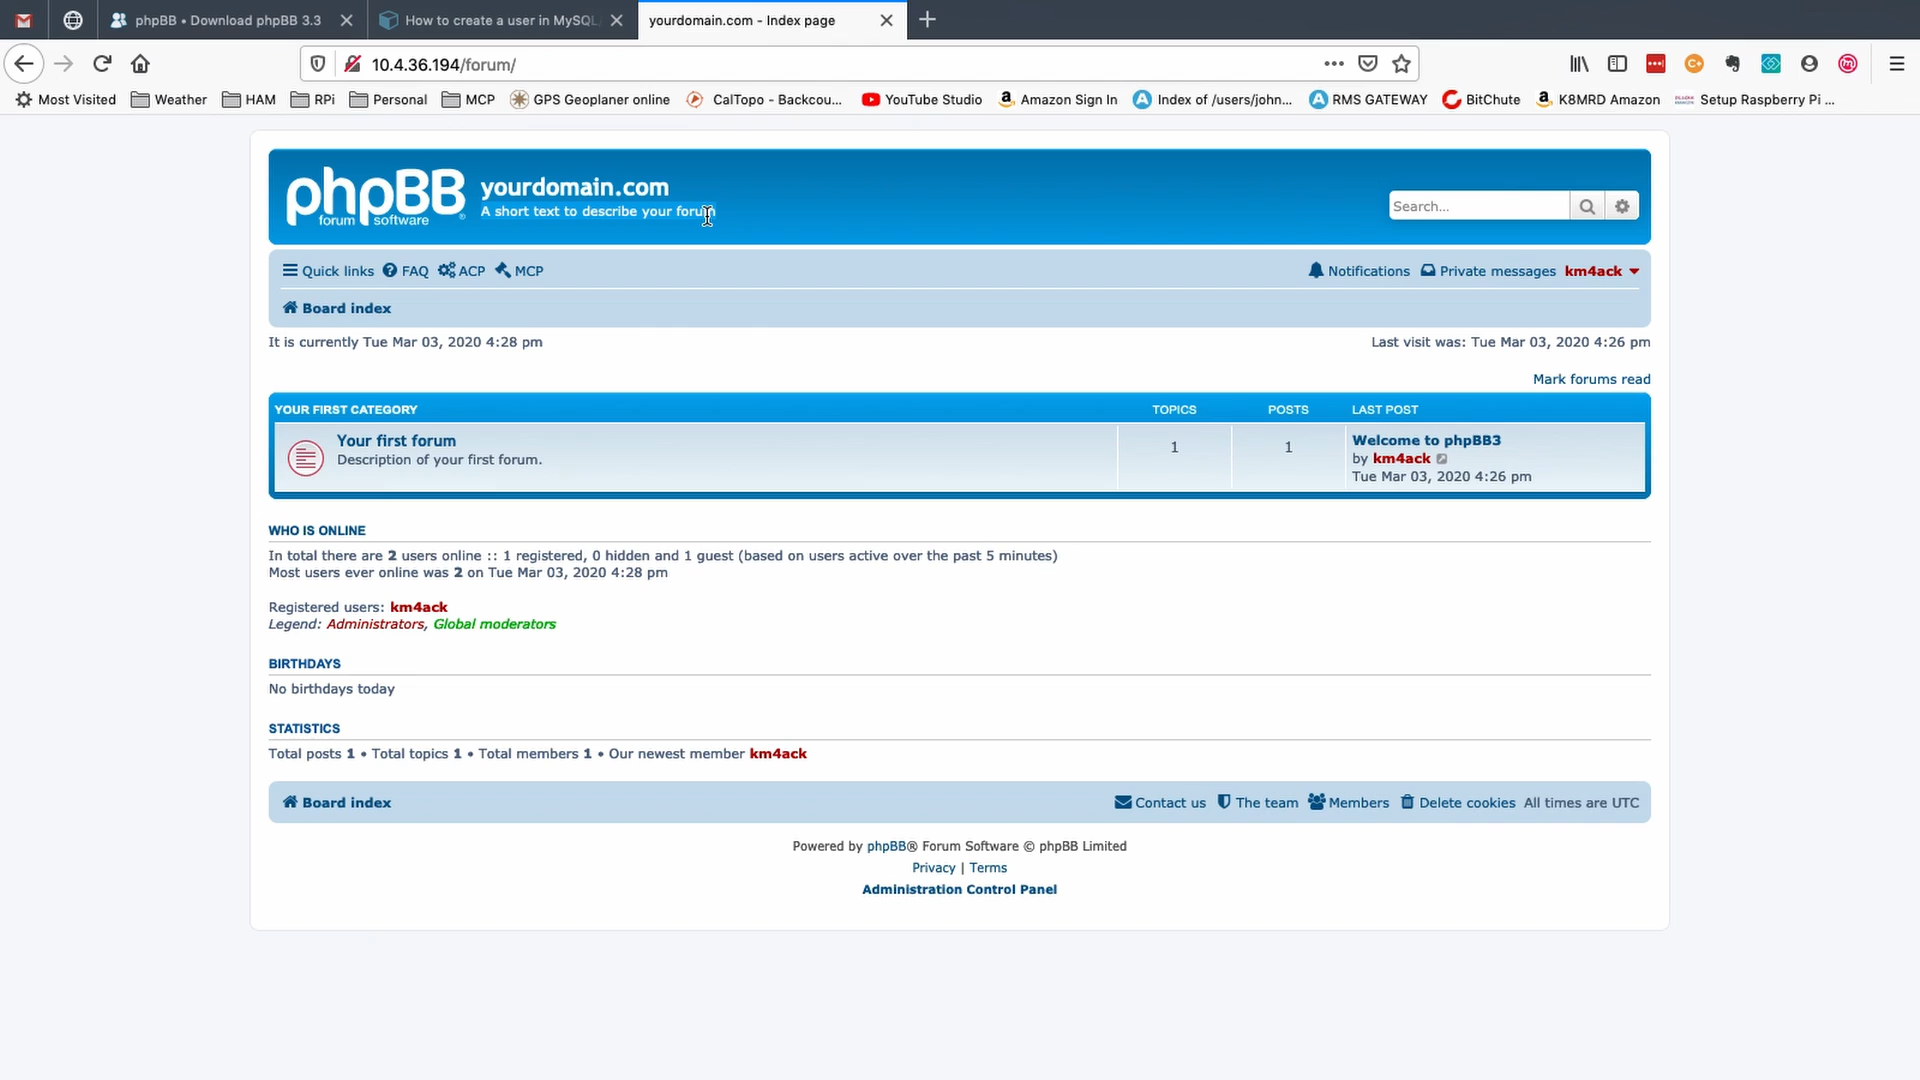 phpBB • Download phpBB 3.3
How to create a user in MySQL
yourdomain.com - Index page
10.4.36.194/forum/
Most Visited
Weather
HAM
RPi
Personal
MCP
GPS Geoplaner online
CalTopo - Backcou...
YouTube Studio
Amazon Sign In
Index of /users/john...
RMS GATEWAY
BitChute
K8MRD Amazon
Setup Raspberry Pi ...
phpBB
forum software
yourdomain.com
A short text to describe your forum
Search...
Quick links FAQ ACP MCP
Notifications Private messages km4ack
Board index
It is currently Tue Mar 03, 2020 4:28 pm
Last visit was: Tue Mar 03, 2020 4:26 pm
Mark forums read
YOUR FIRST CATEGORY TOPICS POSTS LAST POST
Your first forum
Description of your first forum.
1
1
Welcome to phpBB3
by km4ack
Tue Mar 03, 2020 4:26 pm
WHO IS ONLINE
In total there are 2 users online :: 1 registered, 0 hidden and 1 guest (based on users active over the past 5 minutes)
Most users ever online was 2 on Tue Mar 03, 2020 4:28 pm
Registered users: km4ack
Legend: Administrators, Global moderators
BIRTHDAYS
No birthdays today
STATISTICS
Total posts 1 • Total topics 1 • Total members 1 • Our newest member km4ack
Board index
Contact us The team Members Delete cookies All times are UTC
Powered by phpBB® Forum Software © phpBB Limited
Privacy | Terms
Administration Control Panel